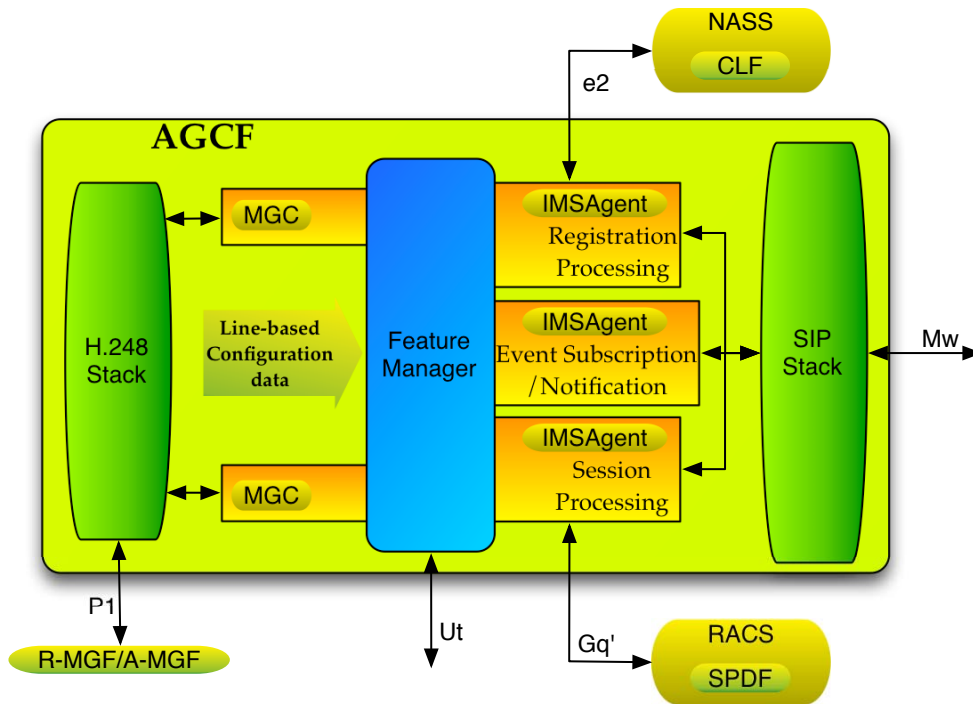 NASS
CLF
e2
AGCF
MGC
IMSAgent
Registration
Processing
H.248
Stack
Line-based
Configuration
data
Feature
Manager
IMSAgent
Event Subscription
/Notification
SIP
Stack
Mw
MGC
IMSAgent
Session
Processing
P1
R-MGF/A-MGF
Ut
Gq'
RACS
SPDF